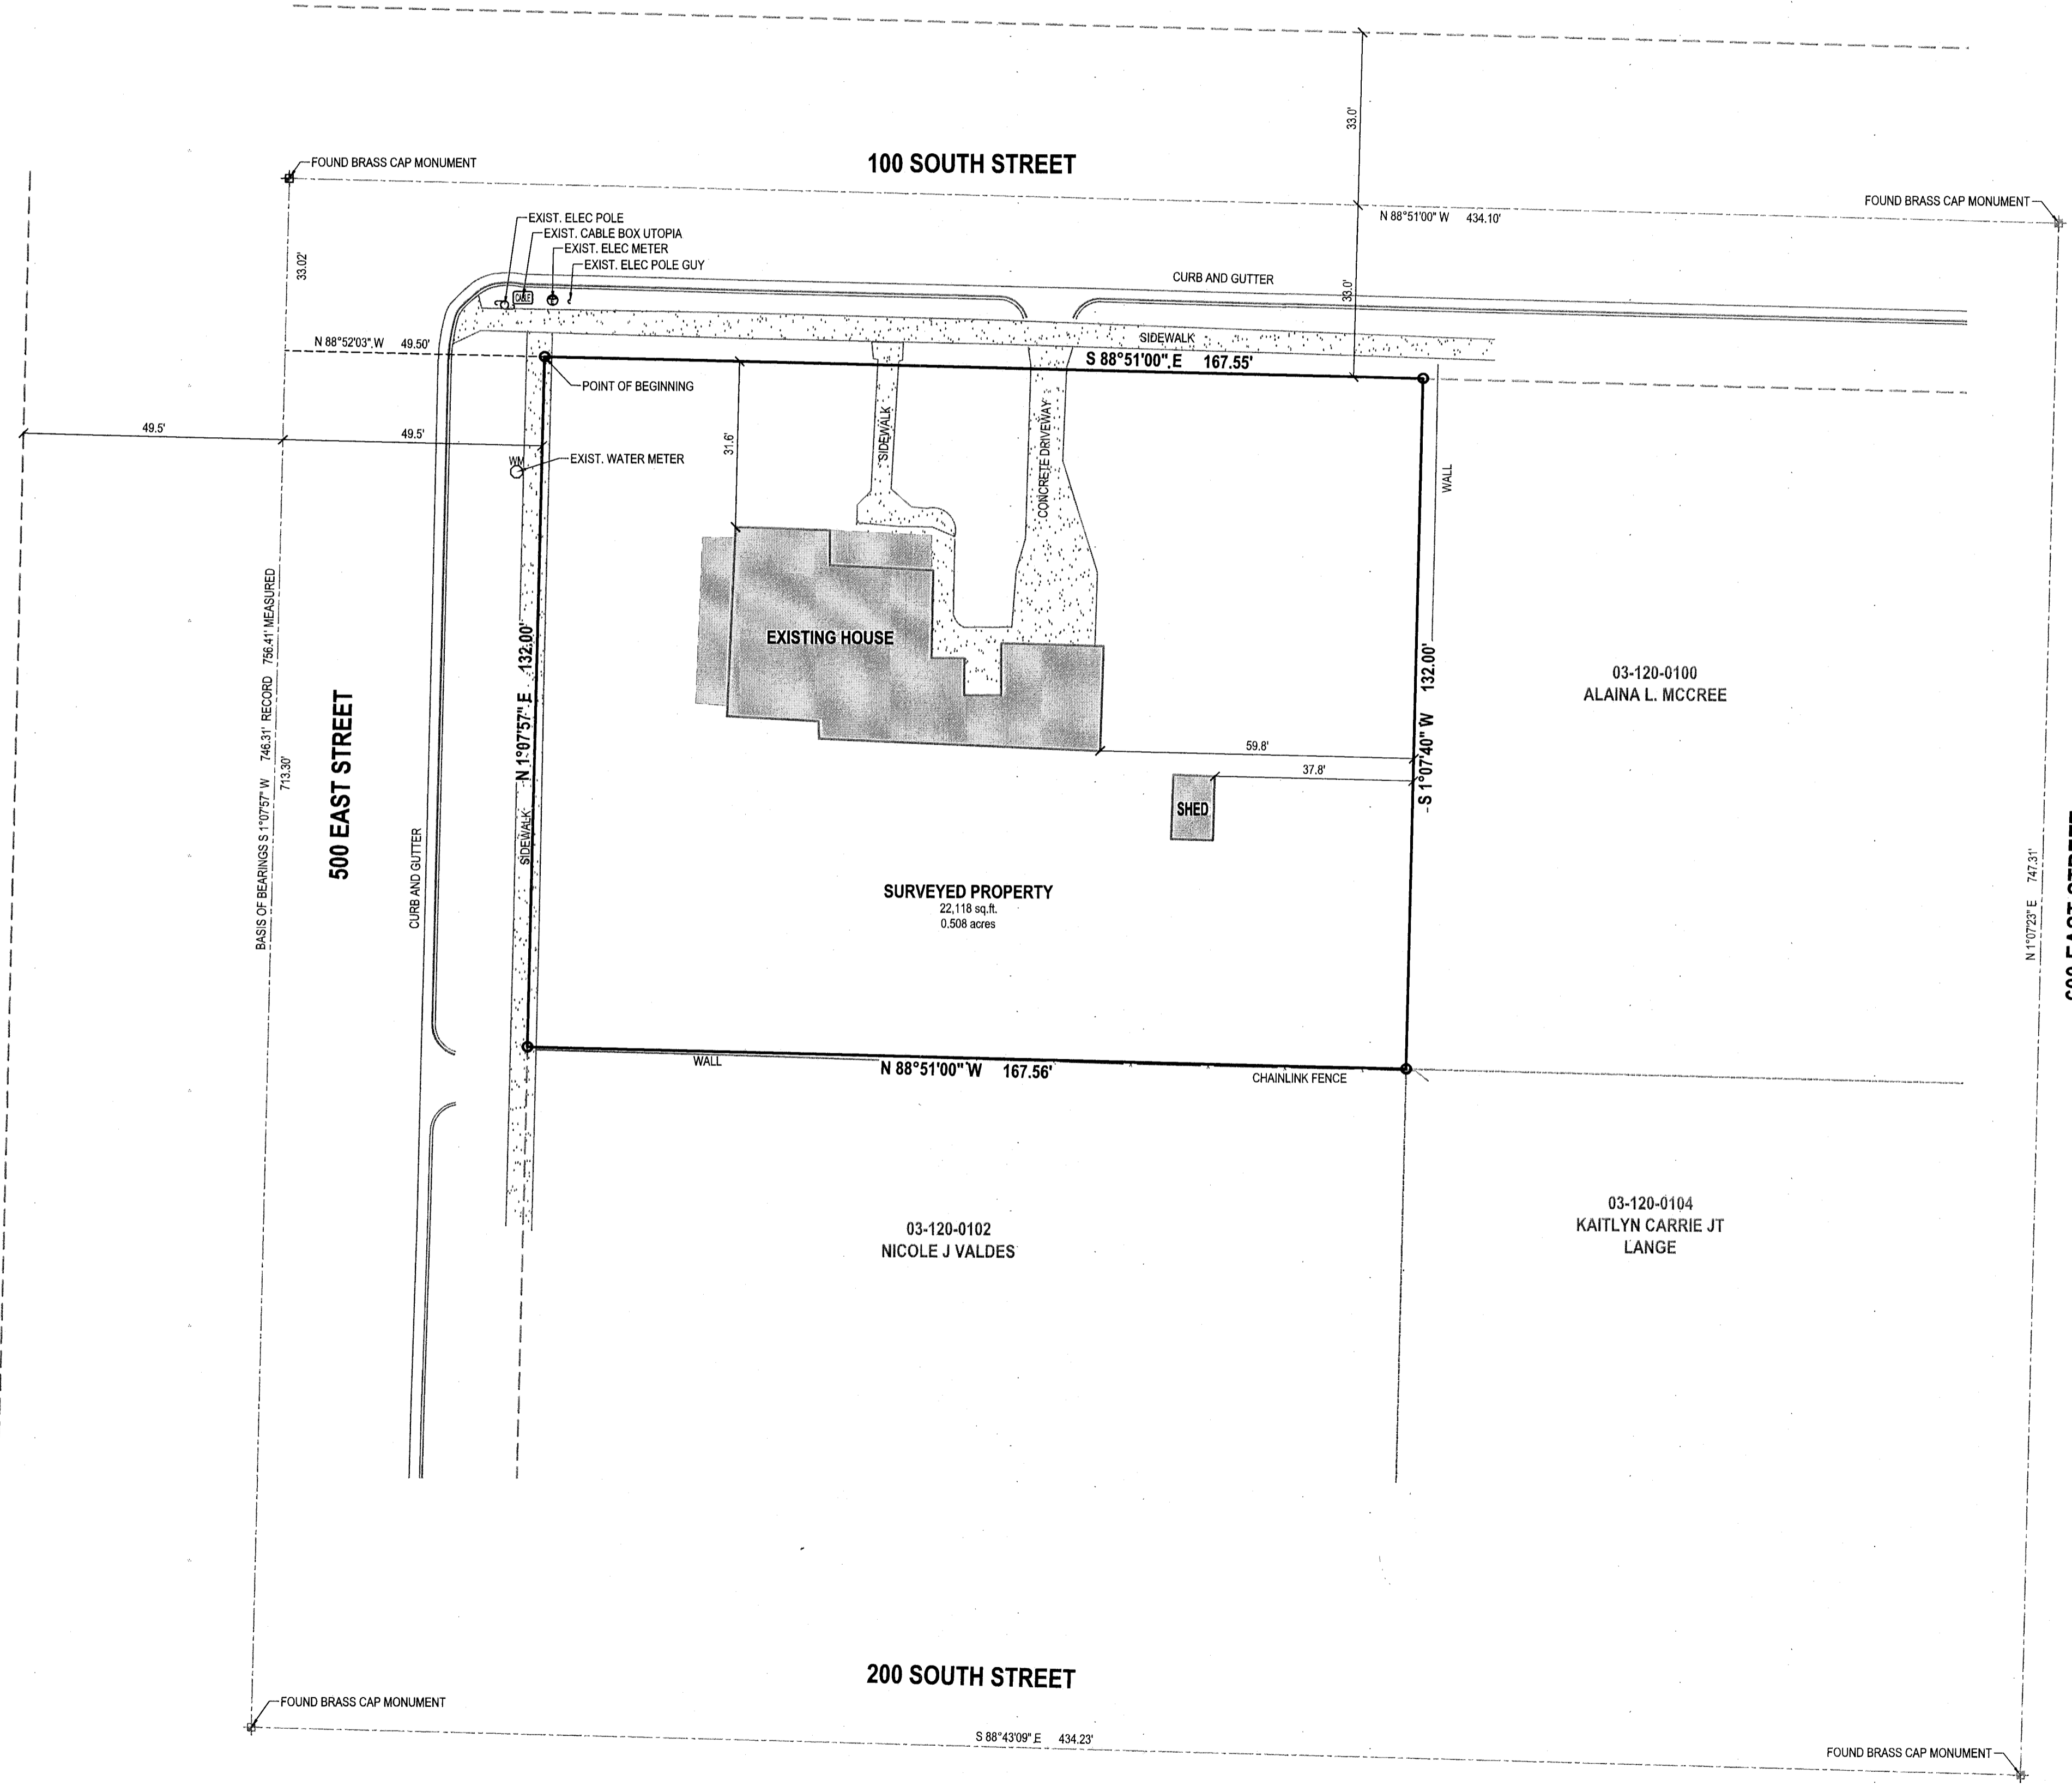 33.0'
FOUND BRASS CAP MONUMENT
100 SOUTH STREET
FOUND BRASS CAP MONUMENT
N 88°51'00" W 434.10'
EXIST. ELEC POLE
EXIST. CABLE BOX UTOPIA
EXIST. ELEC METER
EXIST. ELEC POLE GUY
33.02'
CABLE
CURB AND GUTTER
33.0'
SIDEWALK
N 88°52'03" W 49.50'
S 88°51'00" E 167.55'
POINT OF BEGINNING
49.5'
49.5'
31.6'
SIDEWALK
CONCRETE DRIVEWAY
WALL
WM
EXIST. WATER METER
EXISTING HOUSE
N 1°07'57" E 132.00'
S 1°07'40" W 132.00'
03-120-0100
ALAINA L. MCCREE
BASIS OF BEARINGS S 1°07'57" W 746.31' RECORD 756.41' MEASURED
713.30'
500 EAST STREET
59.8'
37.8'
SHED
SIDEWALK
CURB AND GUTTER
SURVEYED PROPERTY
22,118 sq.ft.
0.508 acres
N 1°07'23" E 747.31'
WALL
N 88°51'00" W 167.56'
CHAINLINK FENCE
03-120-0102
NICOLE J VALDES
03-120-0104
KAITLYN CARRIE JT
LANGE
200 SOUTH STREET
FOUND BRASS CAP MONUMENT
S 88°43'09" E 434.23'
FOUND BRASS CAP MONUMENT